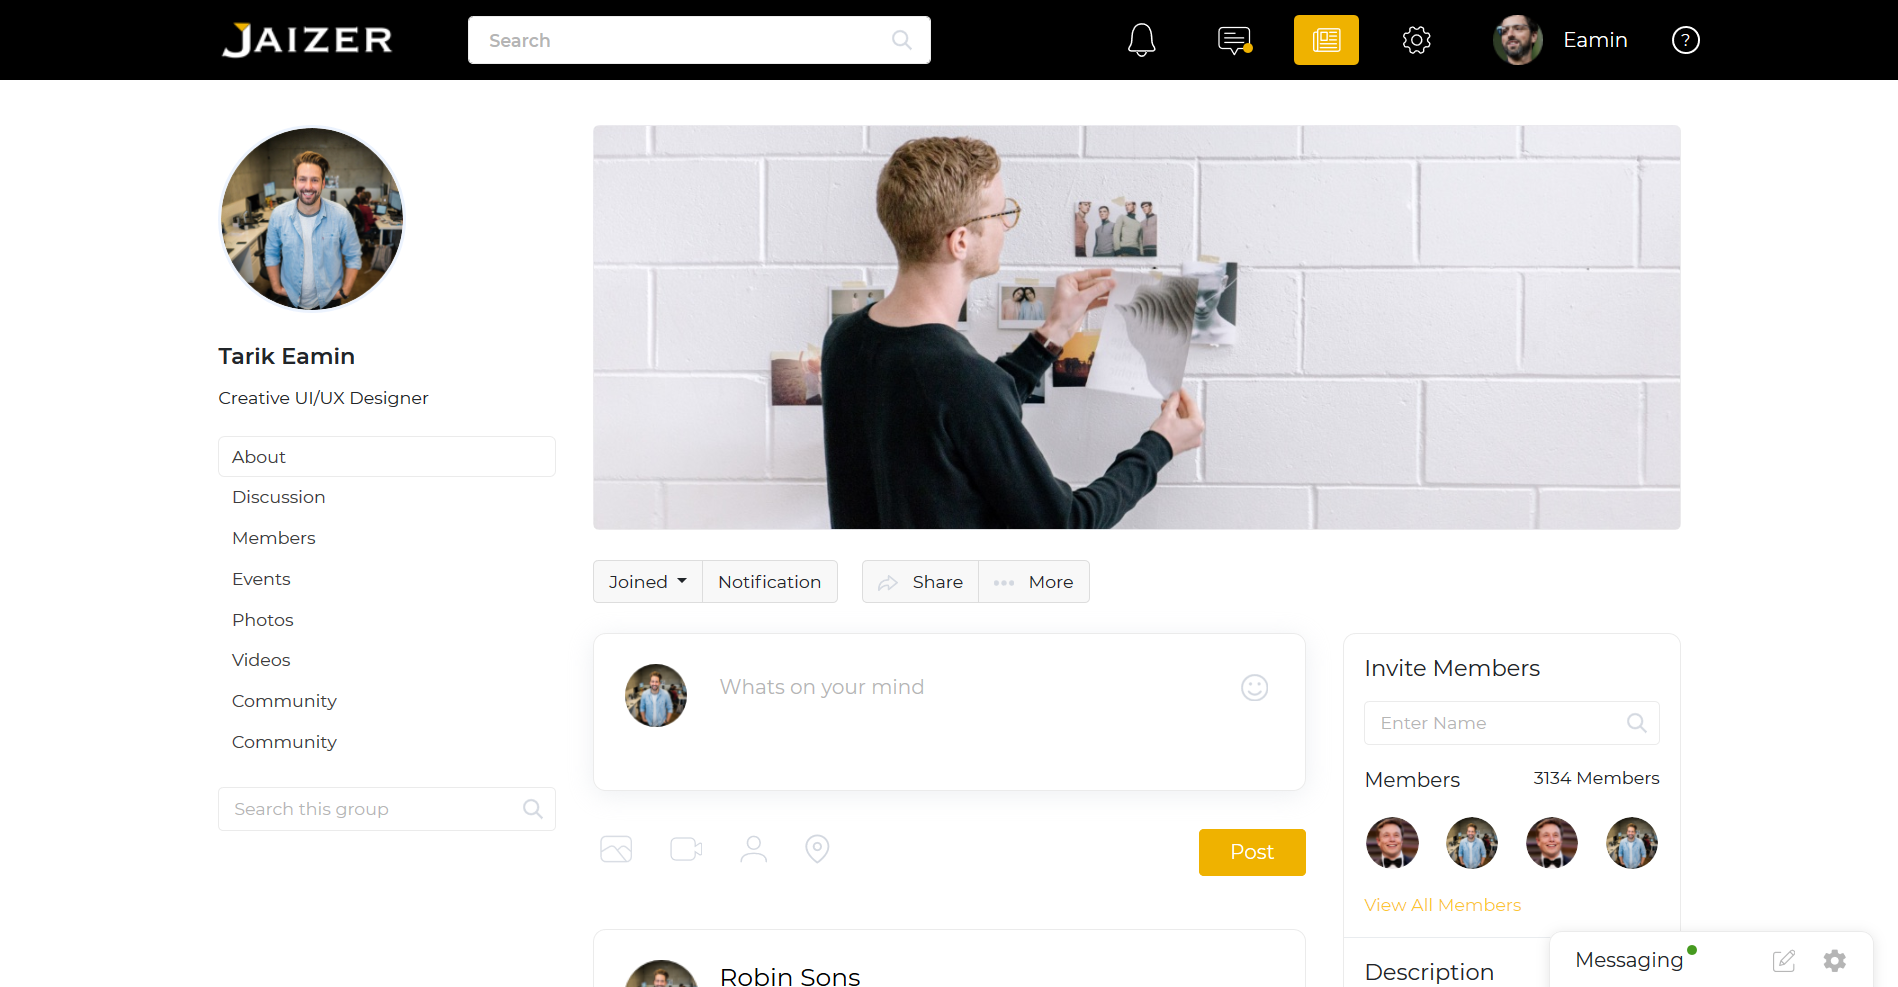 JAIZER
Search
Eamin
?
Tarik Eamin
Creative UI/UX Designer
About
Discussion
Members
Events
Photos
Videos
Community
Community
Search this group
Joined
Notification
Share
More
Whats on your mind
Post
Robin Sons
Invite Members
Enter Name
Members
3134 Members
View All Members
Description
Messaging